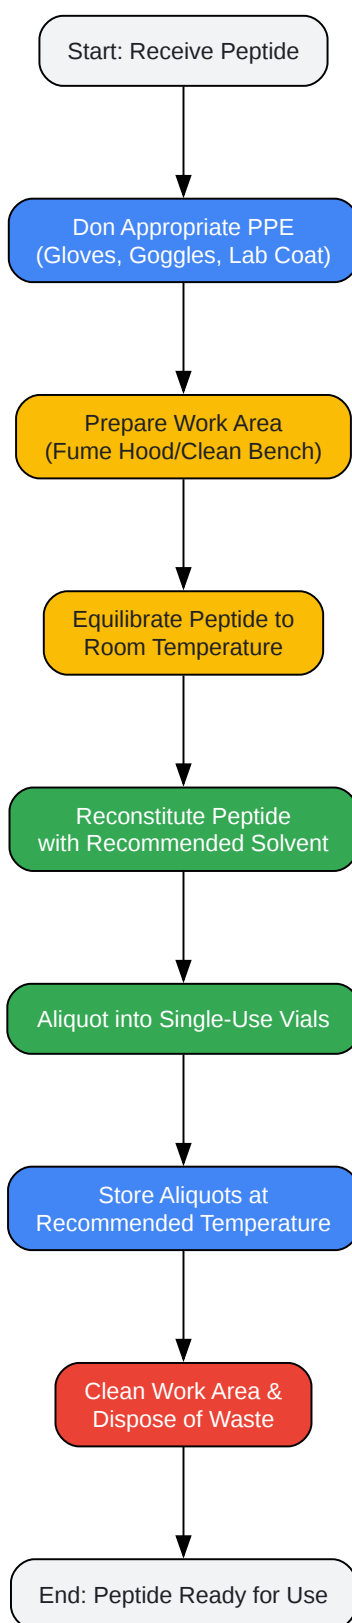 Start: Receive Peptide
Don Appropriate PPE
(Gloves, Goggles, Lab Coat)
Prepare Work Area
(Fume Hood/Clean Bench)
Equilibrate Peptide to
Room Temperature
Reconstitute Peptide
with Recommended Solvent
Aliquot into Single-Use Vials
Store Aliquots at
Recommended Temperature
Clean Work Area &
Dispose of Waste
End: Peptide Ready for Use